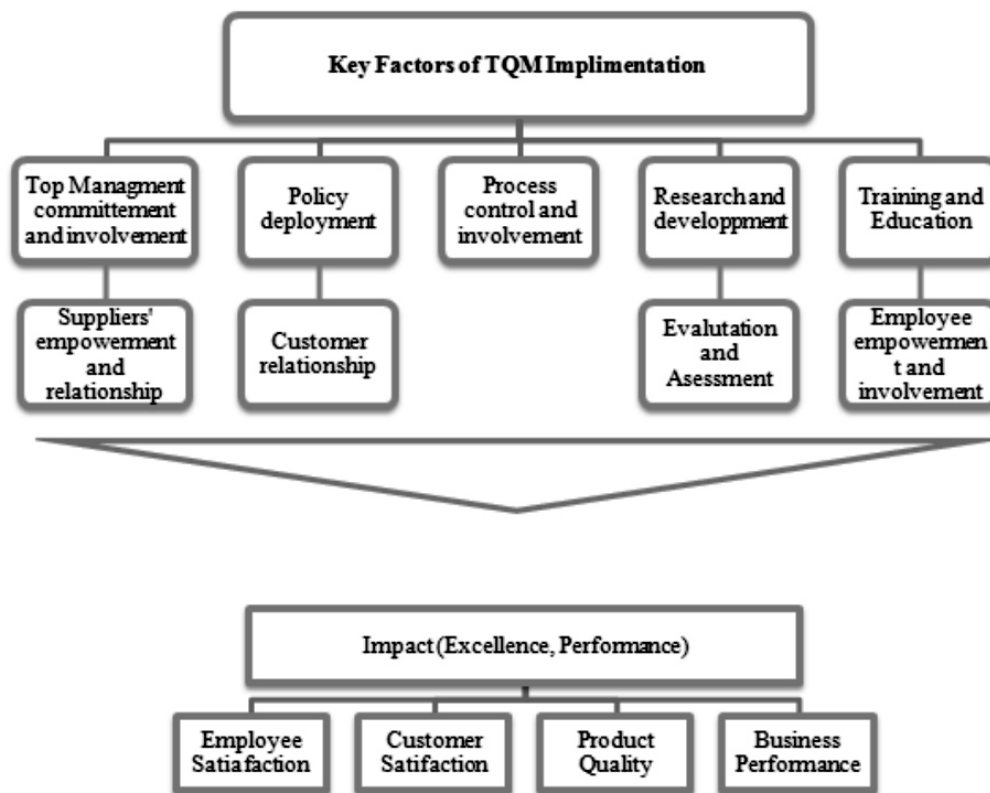 Key Factors of TQM Implimentation
Top Managment
committement
and involvement
Policy
deployment
Process
control and
involvement
Research and
developpment
Training and
Education
Suppliers'
empowerment
and
relationship
Customer
relationship
Evalutation
and
Asessment
Employee
empowermen
t and
involvement
Impact (Excellence, Performance)
Employee
Satiafaction
Customer
Satifaction
Product
Quality
Business
Performance